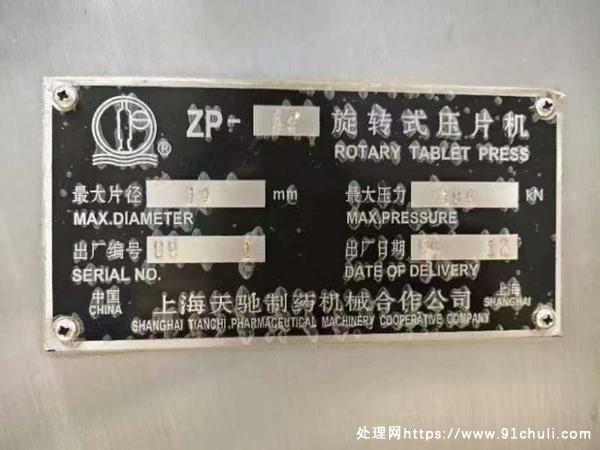 ZP- 旋转式压片机
ROTARY TABLET PRESS
® 
最大片径 mm
MAX.DIAMETER
最大压力 kN
MAX.PRESSURE
出厂编号
SERIAL NO.
出厂日期
DATE OF DELIVERY
中国
CHINA
上海天驰制药机械合作公司
SHANGHAI TIANCHI.PHARMACEUTICAL MACHINERY COOPERATIVE COMPANY
上海
SHANGHAI
处理网https://www.91chuli.com/